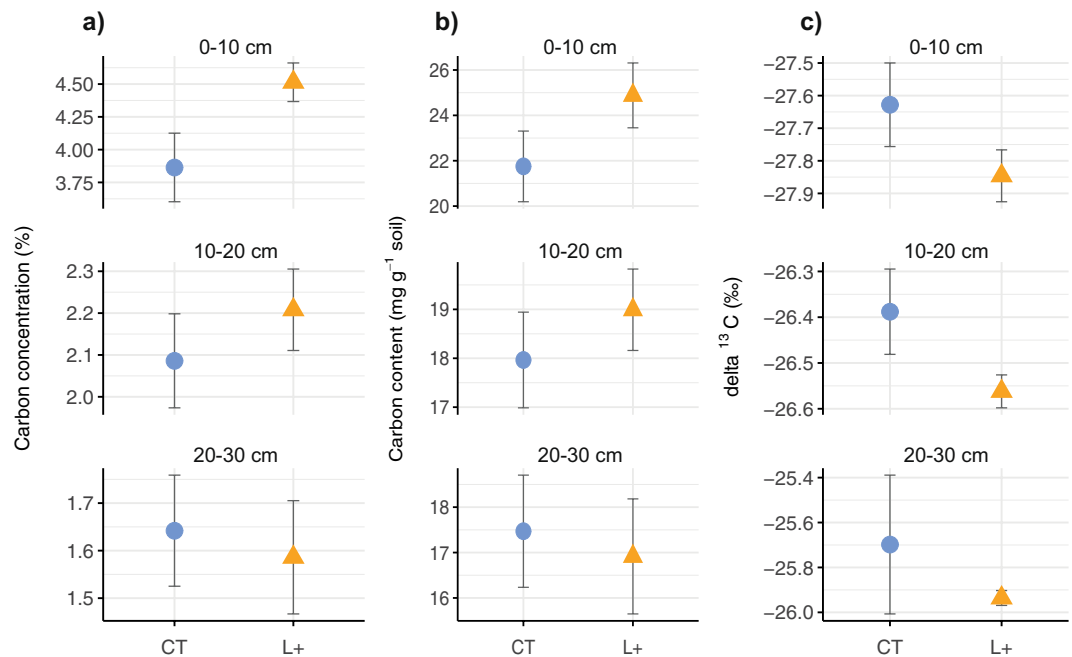 a)
b)
c)
0-10 cm
0-10 cm
0-10 cm
4.50
4.25
4.00
3.75
26
25
24
23
22
21
20
−27.5
−27.6
−27.7
−27.8
−27.9
10-20 cm
10-20 cm
10-20 cm
2.3
2.2
2.1
2.0
19
18
17
−26.3
−26.4
−26.5
−26.6
20-30 cm
20-30 cm
20-30 cm
1.7
1.6
1.5
18
17
16
−25.4
−25.6
−25.8
−26.0
Carbon concentration (%)
Carbon content (mg g⁻¹ soil)
delta ¹³C (‰)
CT L+
CT L+
CT L+